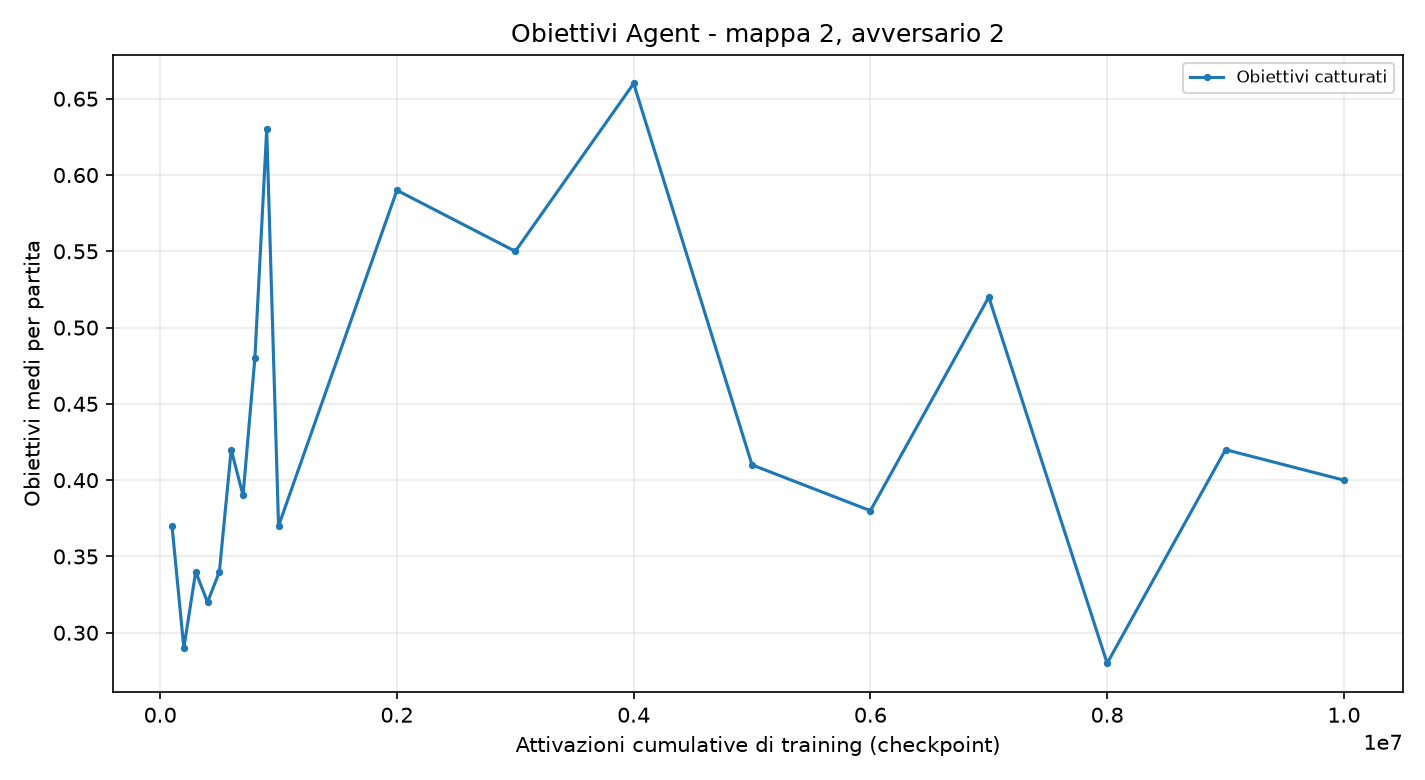 Obiettivi Agent - mappa 2, avversario 2
Obiettivi catturati
Obiettivi medi per partita
0.65
0.60
0.55
0.50
0.45
0.40
0.35
0.30
0.0 0.2 0.4 0.6 0.8 1.0
1e7
Attivazioni cumulative di training (checkpoint)